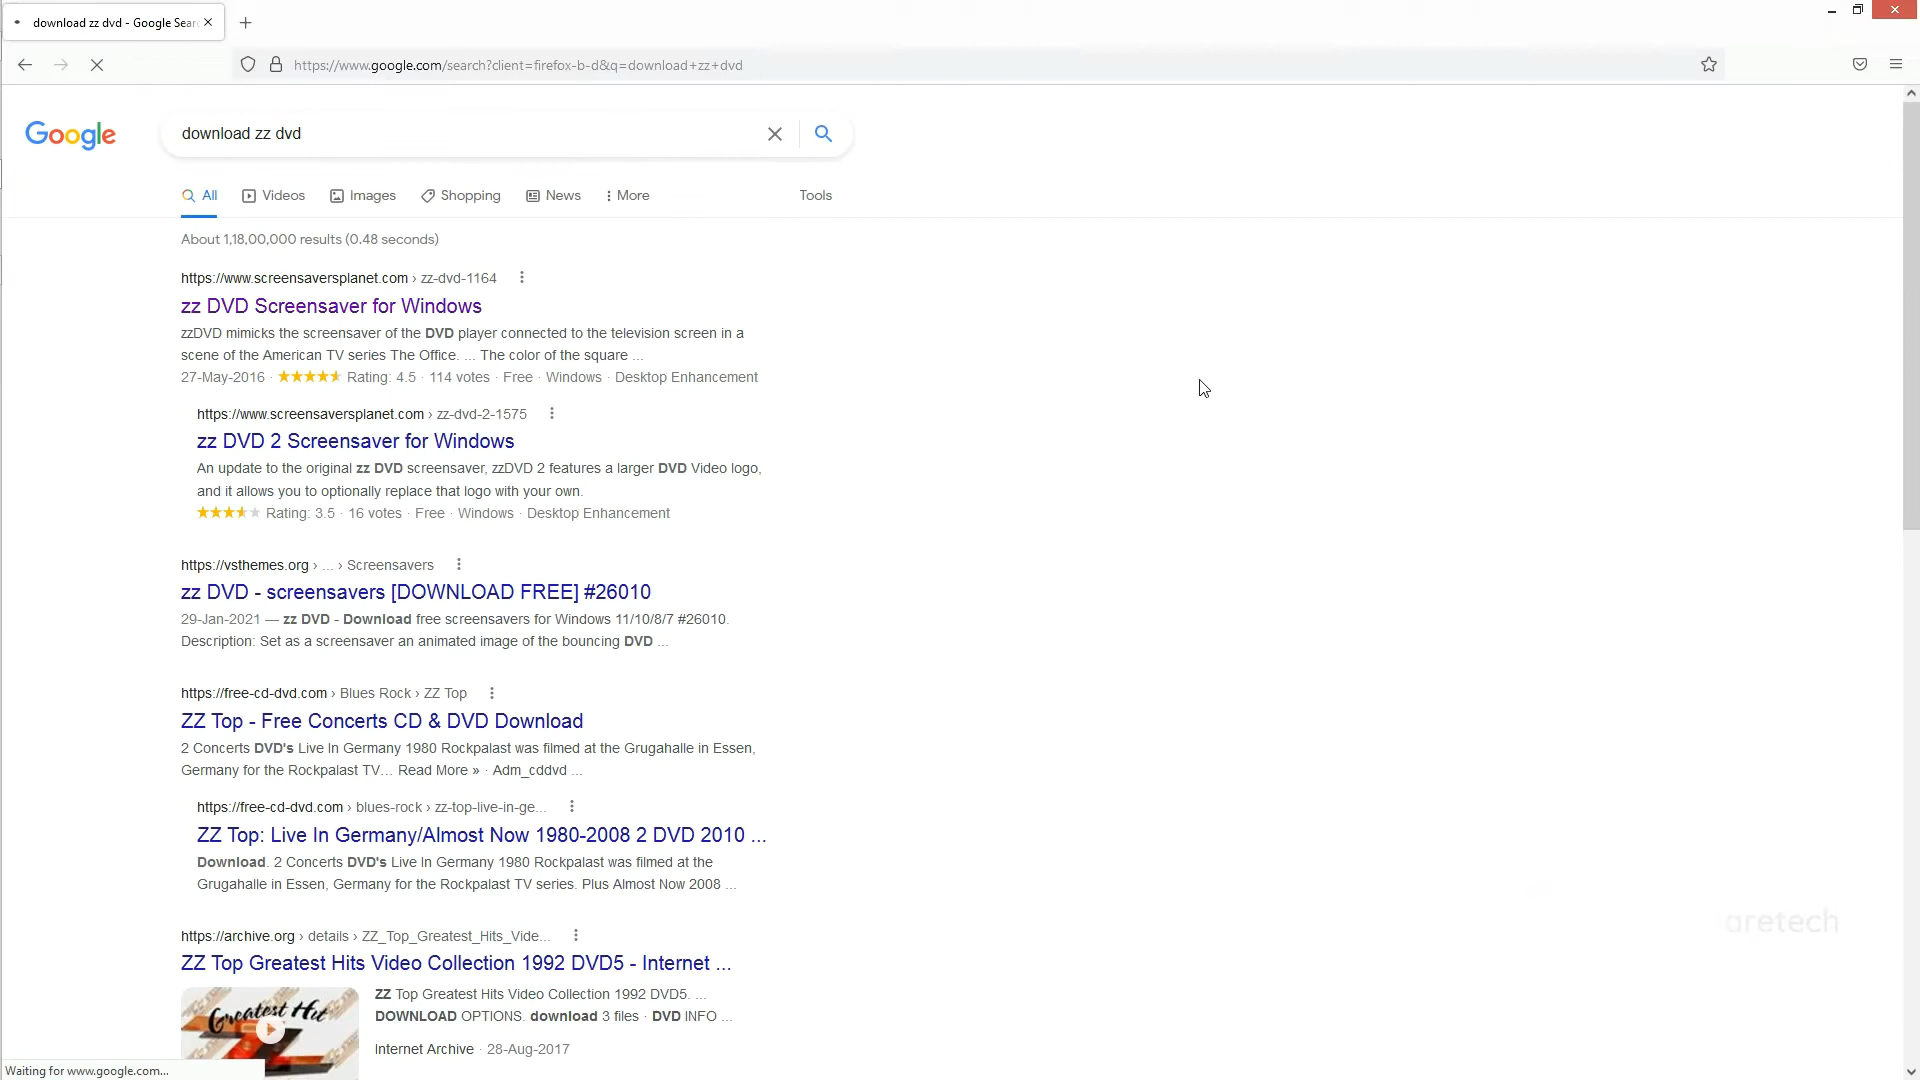 download zz dvd - Google Sear
https://www.google.com/search?client=firefox-b-d&q=download+zz+dvd
Google
download zz dvd
All Videos Images Shopping News More Tools
About 1,18,00,000 results (0.48 seconds)
https://www.screensaversplanet.com › zz-dvd-1164
zz DVD Screensaver for Windows
zzDVD mimicks the screensaver of the DVD player connected to the television screen in a
scene of the American TV series The Office. ... The color of the square ...
27-May-2016 · Rating: 4.5 · 114 votes · Free · Windows · Desktop Enhancement
https://www.screensaversplanet.com › zz-dvd-2-1575
zz DVD 2 Screensaver for Windows
An update to the original zz DVD screensaver, zzDVD 2 features a larger DVD Video logo,
and it allows you to optionally replace that logo with your own.
Rating: 3.5 · 16 votes · Free · Windows · Desktop Enhancement
https://vsthemes.org › ... › Screensavers
zz DVD - screensavers [DOWNLOAD FREE] #26010
29-Jan-2021 — zz DVD - Download free screensavers for Windows 11/10/8/7 #26010.
Description: Set as a screensaver an animated image of the bouncing DVD ...
https://free-cd-dvd.com › Blues Rock › ZZ Top
ZZ Top - Free Concerts CD & DVD Download
2 Concerts DVD's Live In Germany 1980 Rockpalast was filmed at the Grugahalle in Essen,
Germany for the Rockpalast TV... Read More » · Adm_cddvd ...
https://free-cd-dvd.com › blues-rock › zz-top-live-in-ge...
ZZ Top: Live In Germany/Almost Now 1980-2008 2 DVD 2010 ...
Download. 2 Concerts DVD's Live In Germany 1980 Rockpalast was filmed at the
Grugahalle in Essen, Germany for the Rockpalast TV series. Plus Almost Now 2008 ...
aretech
https://archive.org › details › ZZ_Top_Greatest_Hits_Vide...
ZZ Top Greatest Hits Video Collection 1992 DVD5 - Internet ...
Greatest Hit
ZZ Top Greatest Hits Video Collection 1992 DVD5. ...
DOWNLOAD OPTIONS. download 3 files · DVD INFO ...
Internet Archive · 28-Aug-2017
Waiting for www.google.com...